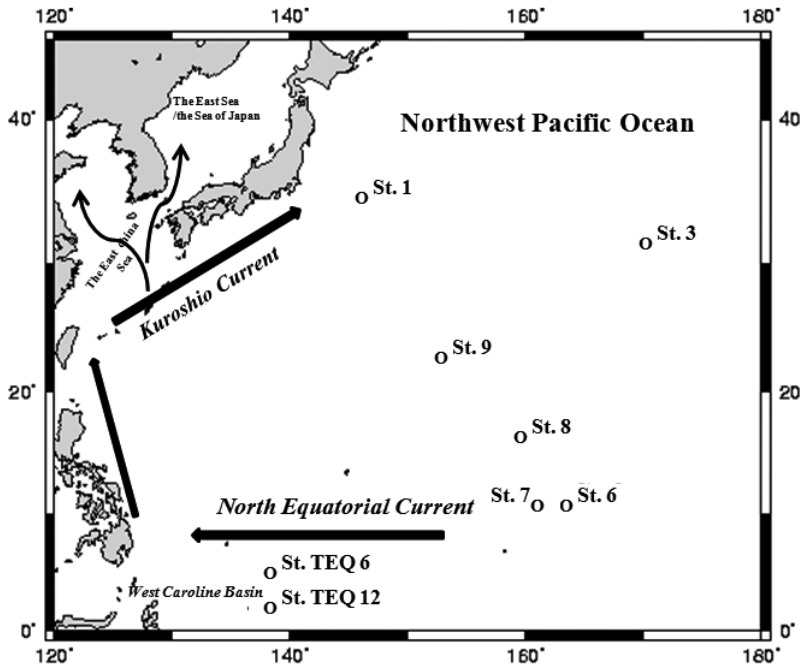 120° 140° 160° 180°
The East Sea
/the Sea of Japan
40° 40°
Northwest Pacific Ocean
St. 1
St. 3
The East china
Sea
Kuroshio Current
St. 9
20° 20°
St. 8
St. 7 St. 6
North Equatorial Current
St. TEQ 6
West Caroline Basin St. TEQ 12
0° 0°
120° 140° 160° 180°